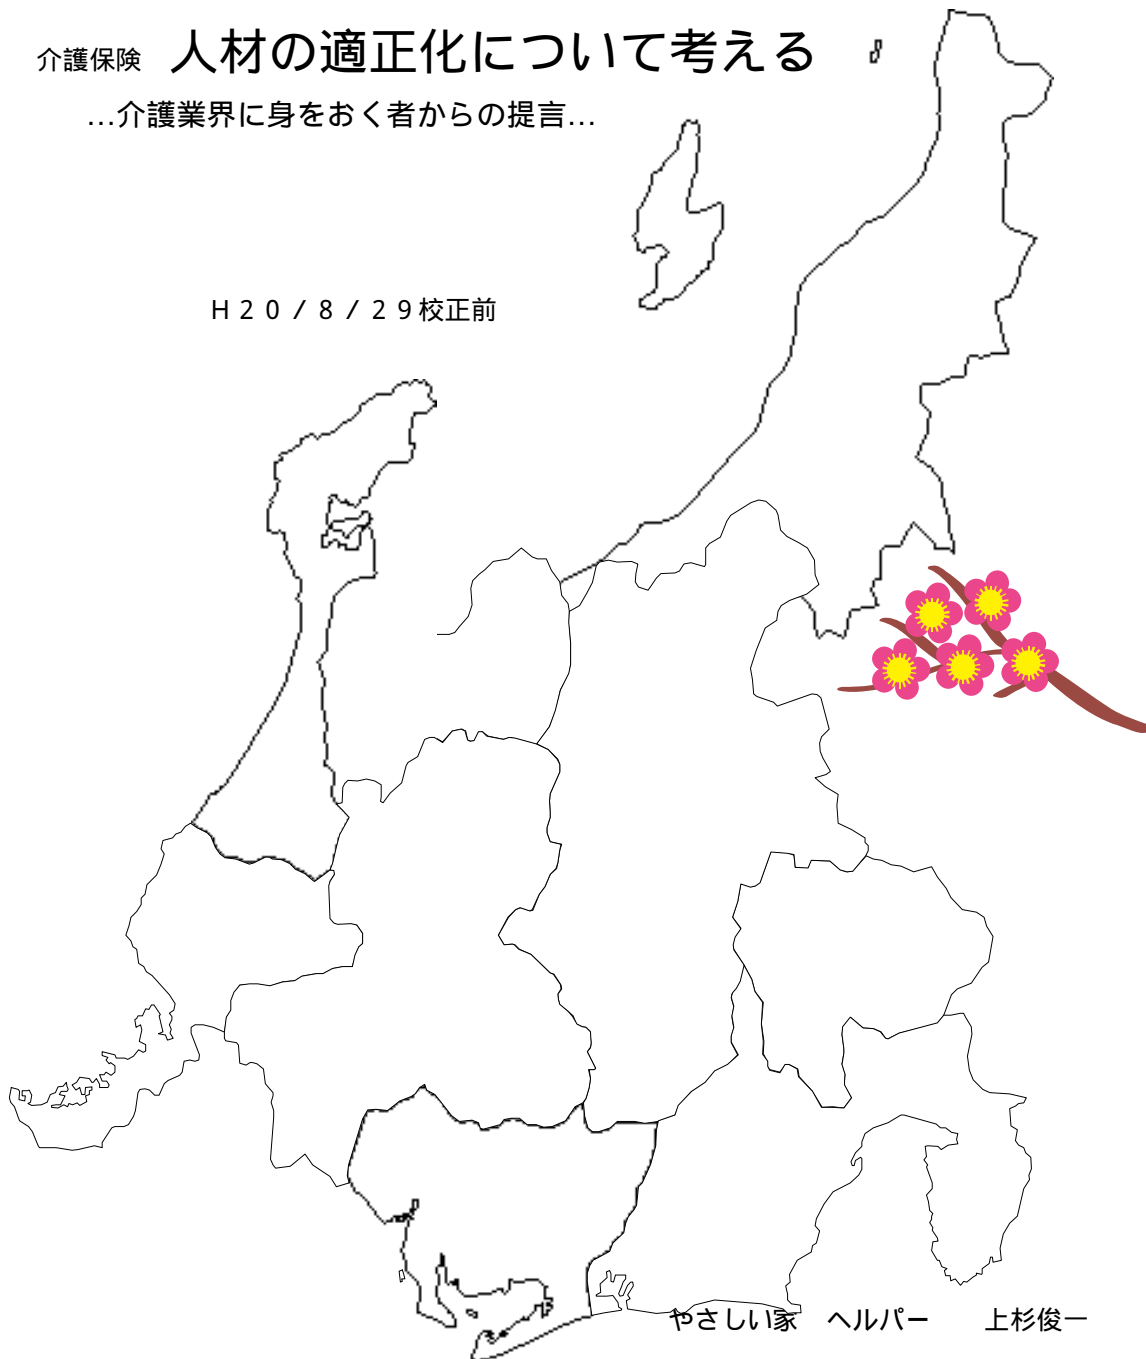 介護保険 人材の適正化について考える
…介護業界に身をおく者からの提言…
H20/8/29校正前
やさしい家 ヘルパー 上杉俊一